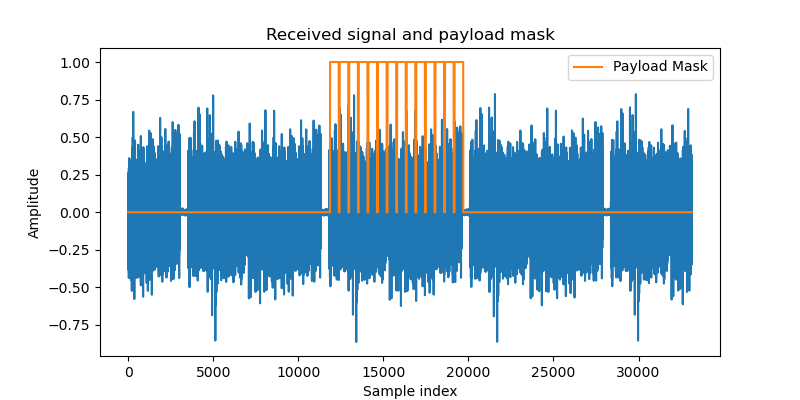 Received signal and payload mask
Payload Mask
Amplitude
1.00
0.75
0.50
0.25
0.00
−0.25
−0.50
−0.75
0 5000 10000 15000 20000 25000 30000
Sample index